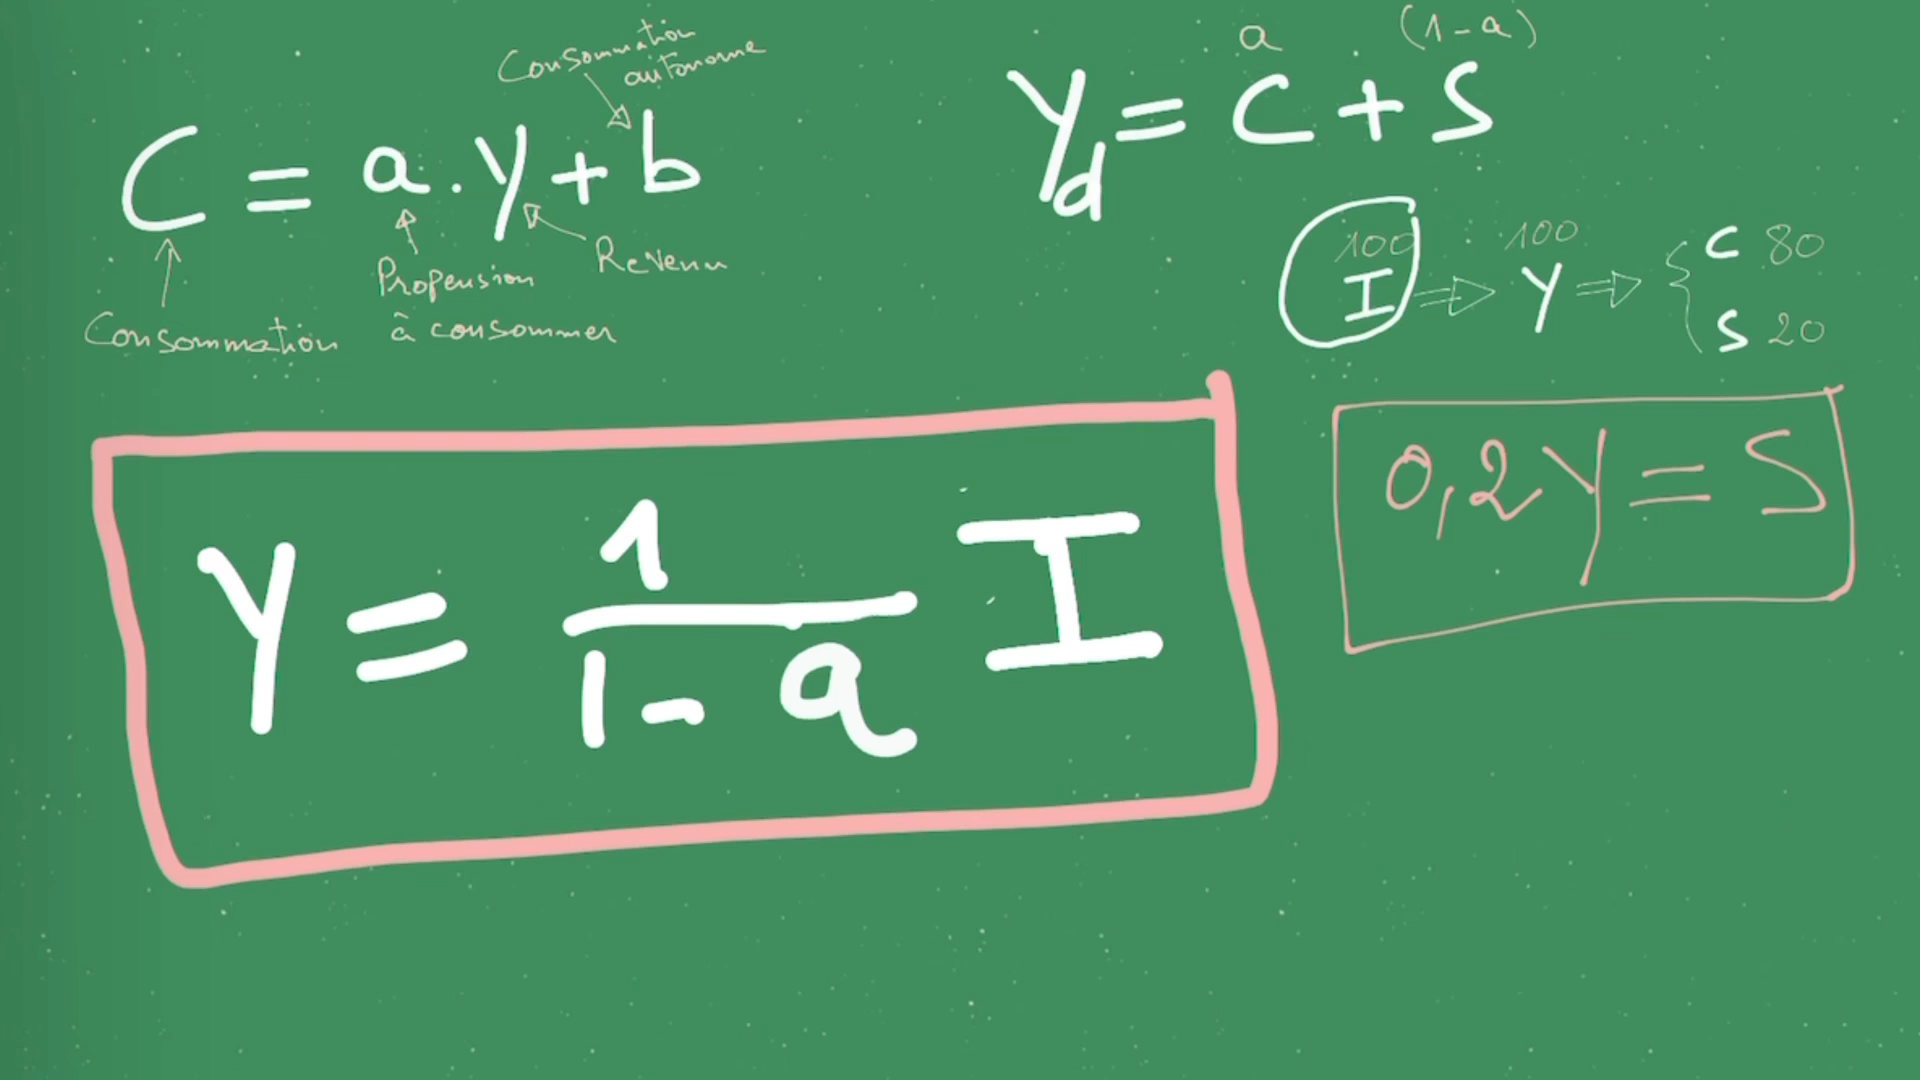 Consommation
autonome
C = a.y+b
Propension
à consommer
Revenu
Consommation
a (1-a)
Yd = C + S
100 100
I ⇒ Y ⇒ { C 80
S 20
0,2Y = S
Y = 1
1-a I